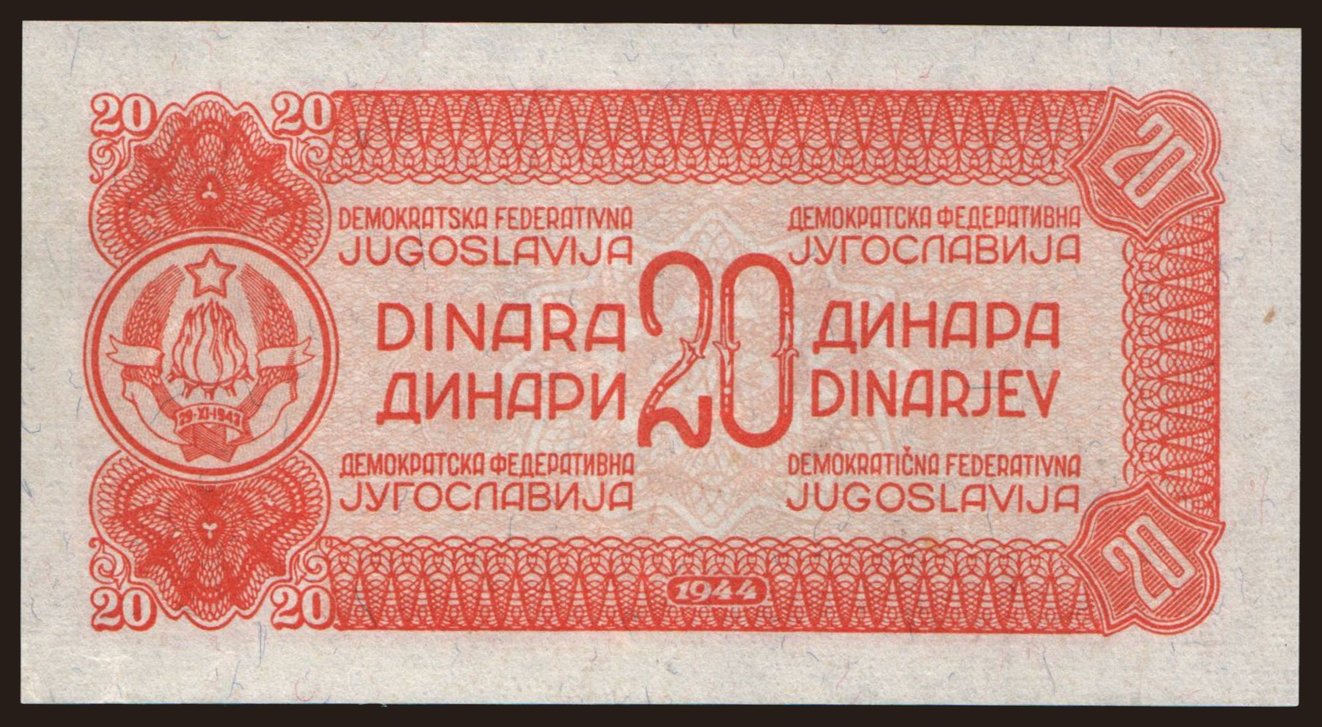 20 20 20
DEMOKRATSKA FEDERATIVNA
JUGOSLAVIJA
ДЕМОКРАТСКА ФЕДЕРАТИВНА
ЈУГОСЛАВИЈА
DINARA
ДИНАРИ
20
ДИНАРА
DINARJEV
29·XI·1943
ДЕМОКРАТСКА ФЕДЕРАТИВНА
ЈУГОСЛАВИЈА
DEMOKRATIČNA FEDERATIVNA
JUGOSLAVIJA
20 20 1944 20